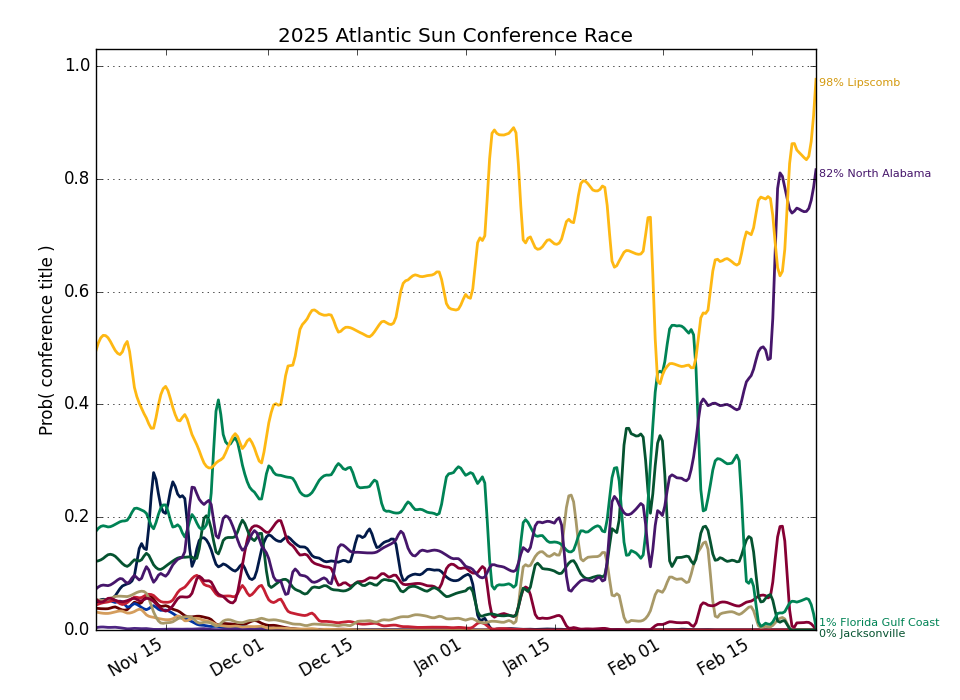 2025 Atlantic Sun Conference Race
1.0
0.8
0.6
0.4
0.2
0.0
Prob( conference title )
98% Lipscomb
82% North Alabama
1% Florida Gulf Coast
0% Jacksonville
Nov 15
Dec 01
Dec 15
Jan 01
Jan 15
Feb 01
Feb 15